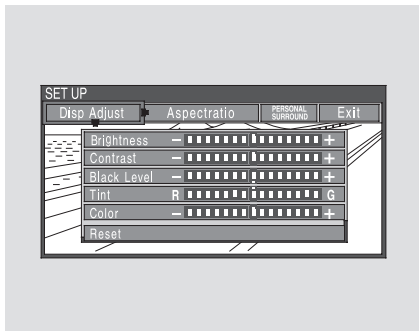 SET UP
Disp Adjust Aspectratio PERSONAL SURROUND Exit
Brightness − +
Contrast − +
Black Level − +
Tint R G
Color − +
Reset